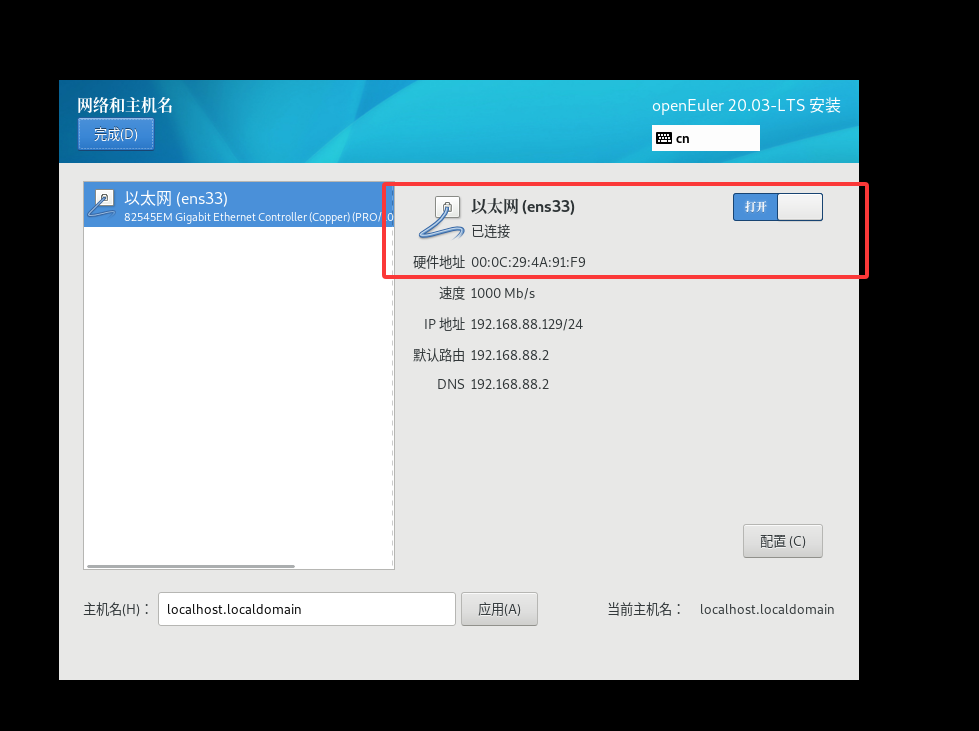 网络和主机名
openEuler 20.03-LTS 安装
完成(D)
cn
以太网 (ens33)
82545EM Gigabit Ethernet Controller (Copper) (PRO/
以太网 (ens33)
打开
已连接
硬件地址 00:0C:29:4A:91:F9
速度 1000 Mb/s
IP 地址 192.168.88.129/24
默认路由 192.168.88.2
DNS 192.168.88.2
配置 (C)
主机名(H)：
localhost.localdomain
应用(A)
当前主机名： localhost.localdomain